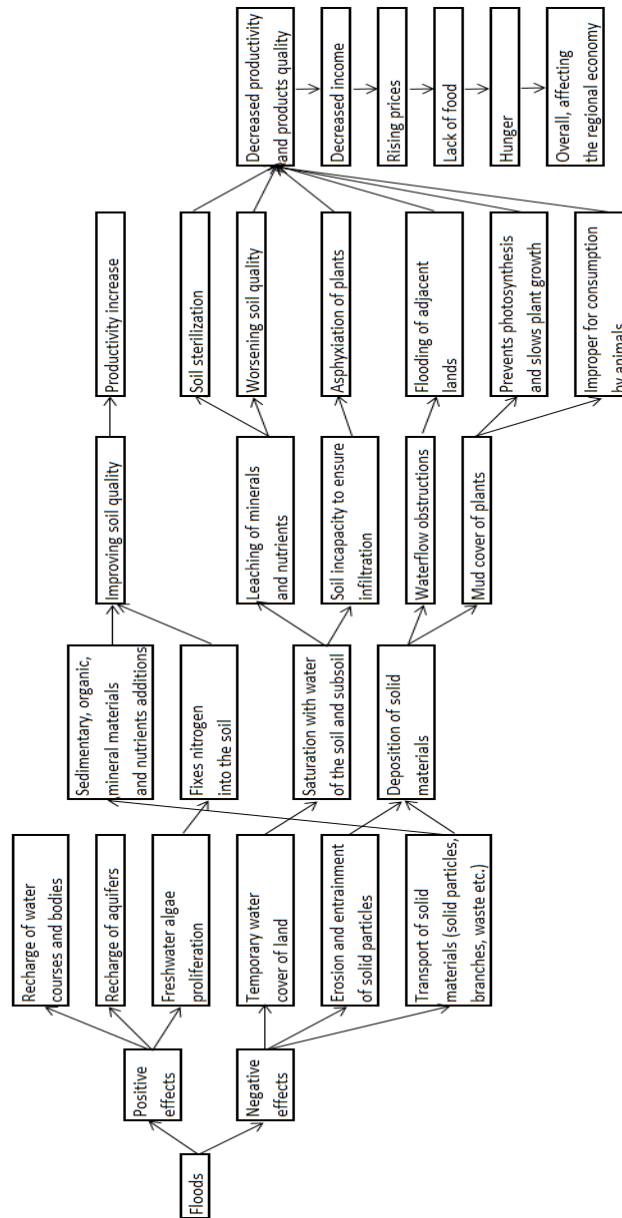 Floods
Positive
effects
Negative
effects
Recharge of water
courses and bodies
Recharge of aquifers
Freshwater algae
proliferation
Temporary water
cover of land
Erosion and entrainment
of solid particles
Transport of solid
materials (solid particles,
branches, waste etc.)
Sedimentary, organic,
mineral materials
and nutrients additions
Fixes nitrogen
into the soil
Saturation with water
of the soil and subsoil
Deposition of solid
materials
Improving soil quality
Leaching of minerals
and nutrients
Soil incapacity to ensure
infiltration
Waterflow obstructions
Mud cover of plants
Productivity increase
Soil sterilization
Worsening soil quality
Asphyxiation of plants
Flooding of adjacent
lands
Prevents photosynthesis
and slows plant growth
Improper for consumption
by animals
Decreased productivity
and products quality
Decreased income
Rising prices
Lack of food
Hunger
Overall, affecting
the regional economy